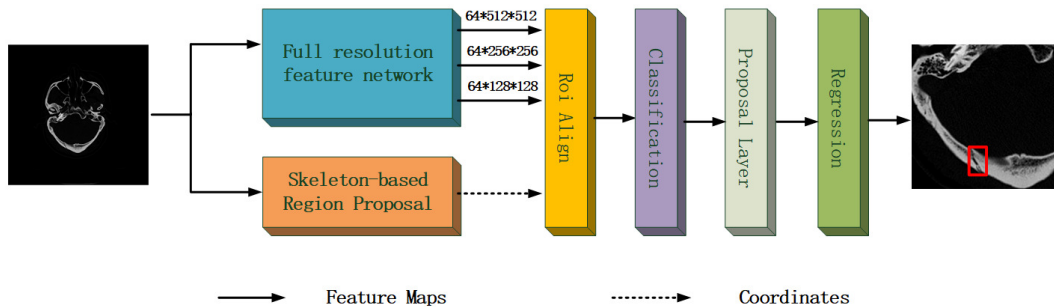 Full resolution
feature network
64*512*512
64*256*256
64*128*128
Skeleton-based
Region Proposal
Roi Align
Classification
Proposal Layer
Regression
Feature Maps
Coordinates